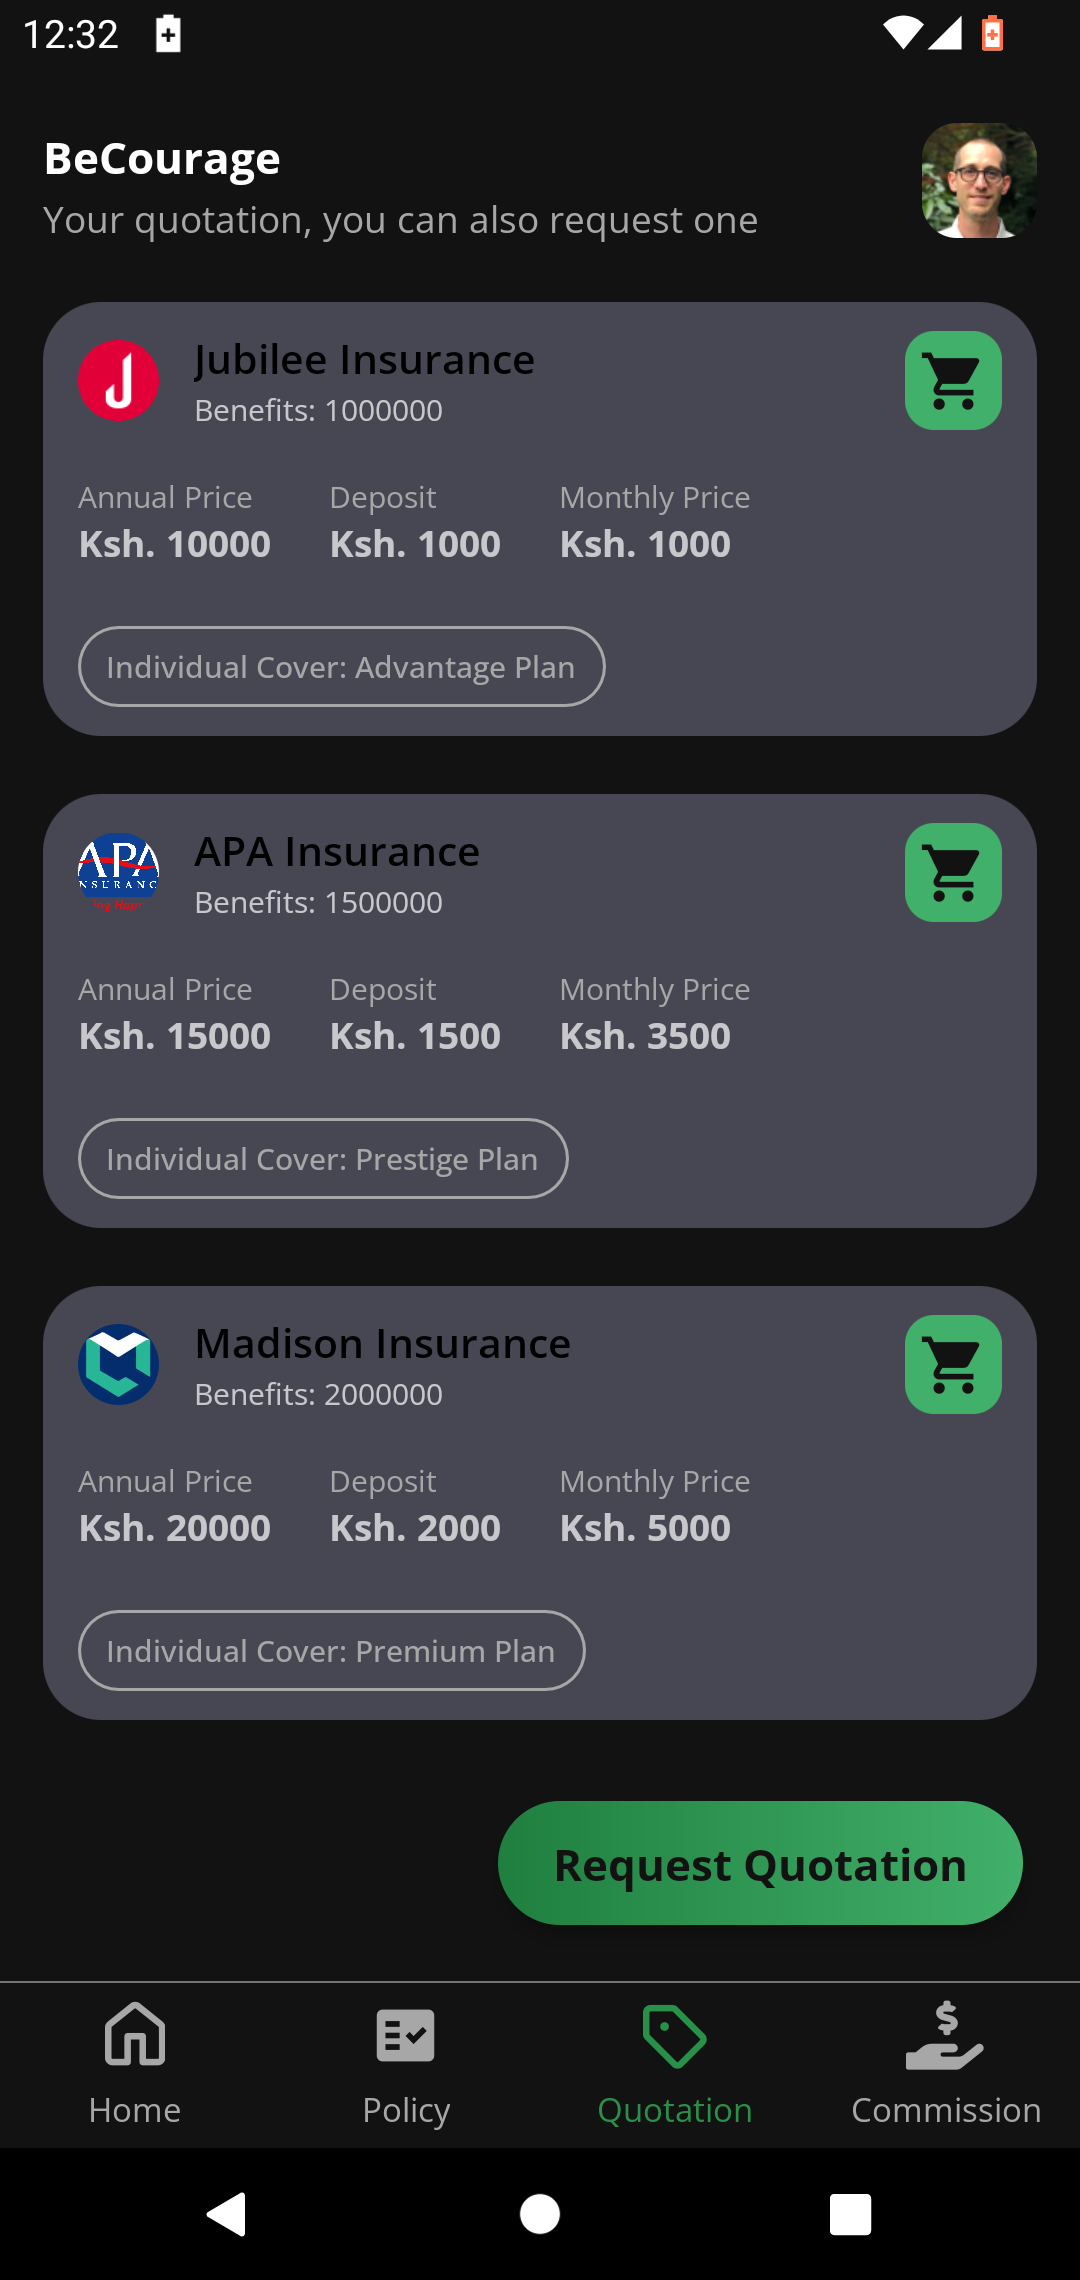 12:32
BeCourage
Your quotation, you can also request one
Jubilee Insurance
Benefits: 1000000
Annual Price Deposit Monthly Price
Ksh. 10000 Ksh. 1000 Ksh. 1000
Individual Cover: Advantage Plan
APA
NSURANC
APA Insurance
Benefits: 1500000
Annual Price Deposit Monthly Price
Ksh. 15000 Ksh. 1500 Ksh. 3500
Individual Cover: Prestige Plan
Madison Insurance
Benefits: 2000000
Annual Price Deposit Monthly Price
Ksh. 20000 Ksh. 2000 Ksh. 5000
Individual Cover: Premium Plan
Request Quotation
Home Policy Quotation Commission